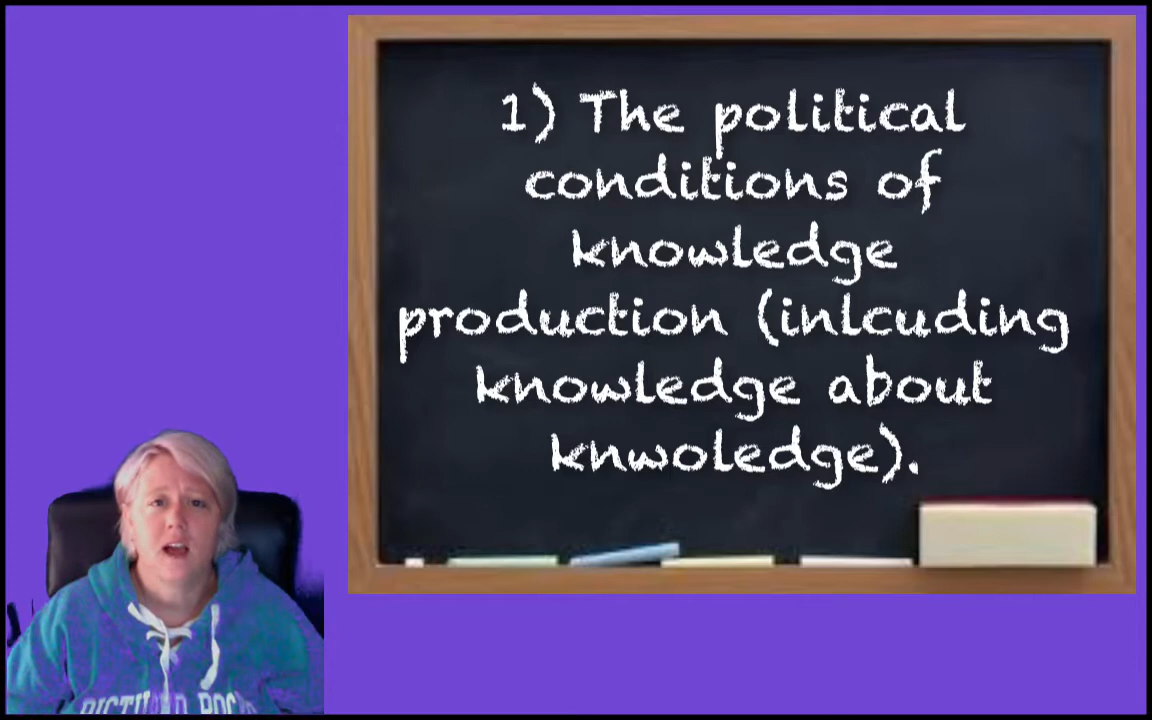 1) The political
conditions of
knowledge
production (inlcuding
knowledge about
knwoledge).